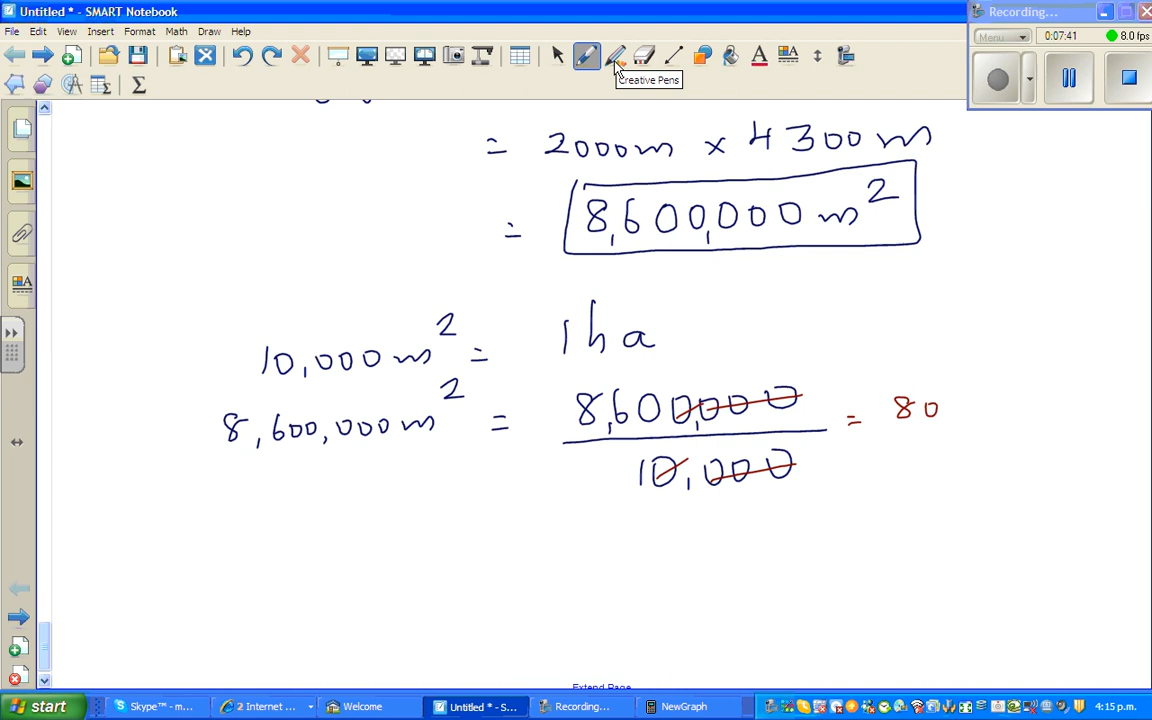 Untitled * - SMART Notebook
Recording...
File Edit View Insert Format Math Draw Help
Menu
0:07:41
8.0 fps
Creative Pens
= 2000m × 4300m
= 8,600,000 m²
10,000 m² = 1ha
8,600,000 m² = 8,600,000 = 80
10,000
Extend Page
start
Skype™ - m...
2 Internet ...
Welcome
Untitled * - S...
Recording...
NewGraph
4:15 p.m.